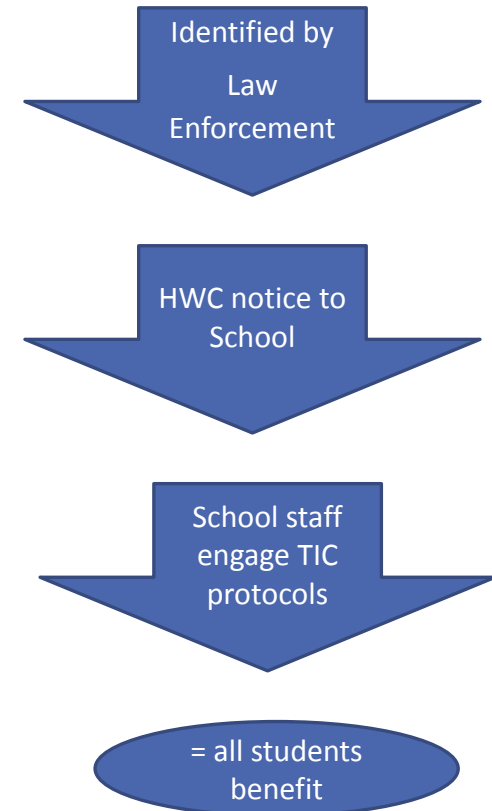 Identified by
Law
Enforcement
HWC notice to
School
School staff
engage TIC
protocols
= all students
benefit